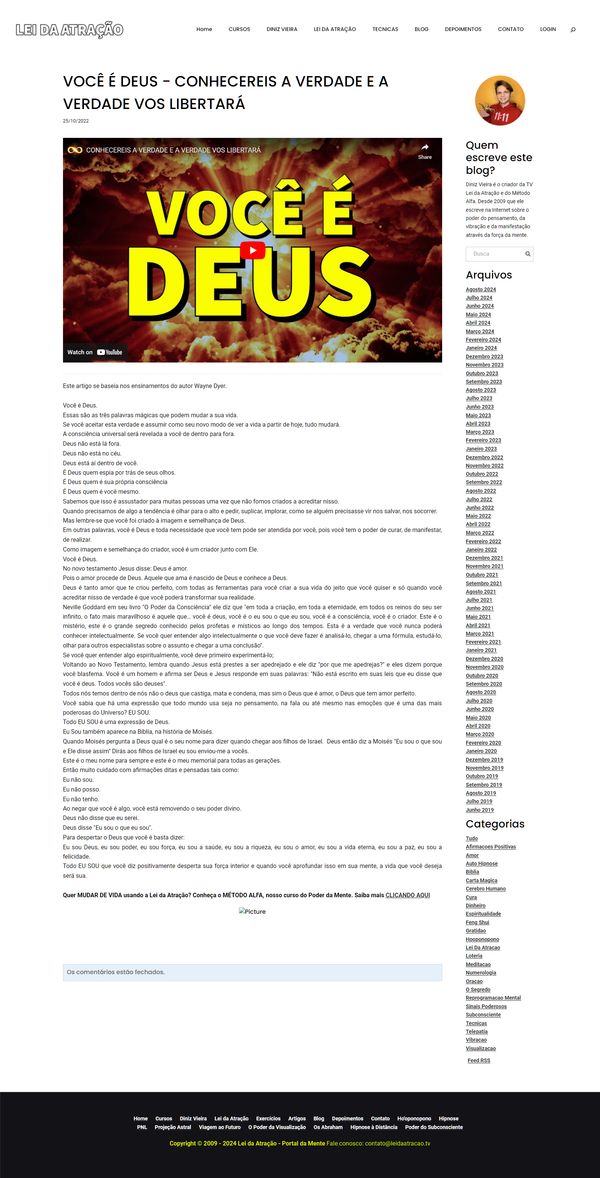 LEI DA ATRAÇÃO
Home CURSOS DINIZ VIEIRA LEI DA ATRAÇÃO TECNICAS BLOG DEPOIMENTOS CONTATO LOGIN
VOCÊ É DEUS - CONHECEREIS A VERDADE E A
VERDADE VOS LIBERTARÁ
25/10/2022
CONHECEREIS A VERDADE E A VERDADE VOS LIBERTARÁ
Share
VOCÊ É
DEUS
Watch on YouTube
Este artigo se baseia nos ensinamentos do autor Wayne Dyer.
Você é Deus.
Essas são as três palavras mágicas que podem mudar a sua vida.
Se você aceitar esta verdade e assumir como seu novo modo de ver a vida a partir de hoje, tudo mudará.
A consciência universal será revelada a você de dentro para fora.
Deus não está lá fora.
Deus não está no céu.
Deus está aí dentro de você.
É Deus quem espia por trás de seus olhos.
É Deus quem é sua própria consciência
É Deus quem é você mesmo.
Sabemos que isso é assustador para muitas pessoas uma vez que não fomos criados a acreditar nisso.
Quando precisamos de algo a tendência é olhar para o alto e pedir, suplicar, implorar, como se alguém precisasse vir nos salvar, nos socorrer.
Mas lembre-se que você foi criado à imagem e semelhança de Deus.
Em outras palavras, você é Deus e toda necessidade que você tem pode ser atendida por você, pois você tem o poder de curar, de manifestar,
de realizar.
Como imagem e semelhança do criador, você é um criador junto com Ele.
Você é Deus.
No novo testamento Jesus disse: Deus é amor.
Pois o amor procede de Deus. Aquele que ama é nascido de Deus e conhece a Deus.
Deus é tanto amor que te criou perfeito, com todas as ferramentas para você criar a sua vida do jeito que você quiser e só quando você
acreditar nisso de verdade é que você poderá transformar sua realidade.
Neville Goddard em seu livro "O Poder da Consciência" ele diz que "em toda a criação, em toda a eternidade, em todos os reinos do seu ser
infinito, o fato mais maravilhoso é aquele que... você é deus, você é o eu sou o que eu sou, você é a consciência, você é o criador. Este é o
mistério, este é o grande segredo conhecido pelos profetas e místicos ao longo dos tempos. Esta é a verdade que você nunca poderá
conhecer intelectualmente. Se você quer entender algo intelectualmente o que você deve fazer é analisá-lo, chegar a uma fórmula, estudá-lo,
olhar para outros especialistas sobre o assunto e chegar a uma conclusão".
Se você quer entender algo espiritualmente, você deve primeiro experimentá-lo;
Voltando ao Novo Testamento, lembra quando Jesus está prestes a ser apedrejado e ele diz "por que me apedrejas?" e eles dizem porque
você blasfema. Você é um homem e afirma ser Deus e Jesus responde em suas palavras: "Não está escrito em suas leis que eu disse que
você é deus. Todos vocês são deuses".
Todos nós temos dentro de nós não o deus que castiga, mata e condena, mas sim o Deus que é amor, o Deus que tem amor perfeito.
Você sabia que há uma expressão que todo mundo usa seja no pensamento, na fala ou até mesmo nas emoções que é uma das mais
poderosas do Universo? EU SOU.
Todo EU SOU é uma expressão de Deus.
Eu Sou também aparece na Bíblia, na história de Moisés.
Quando Moisés pergunta a Deus qual é o seu nome para dizer quando chegar aos filhos de Israel. Deus então diz a Moisés "Eu sou o que sou
e Ele disse assim" Dirás aos filhos de Israel eu sou enviou-me a vocês.
Este é o meu nome para sempre e este é o meu memorial para todas as gerações.
Então muito cuidado com afirmações ditas e pensadas tais como:
Eu não sou.
Eu não posso.
Eu não tenho.
Ao negar que você é algo, você está removendo o seu poder divino.
Deus não disse que eu serei.
Deus disse "Eu sou o que eu sou".
Para despertar o Deus que você é basta dizer:
Eu sou Deus, eu sou poder, eu sou força, eu sou a saúde, eu sou a riqueza, eu sou o amor, eu sou a vida eterna, eu sou a paz, eu sou a
felicidade.
Todo EU SOU que você diz positivamente desperta sua força interior e quando você aprofundar isso em sua mente, a vida que você deseja
será sua.
Quer MUDAR DE VIDA usando a Lei da Atração? Conheça o MÉTODO ALFA, nosso curso do Poder da Mente. Saiba mais CLICANDO AQUI
Picture
Os comentários estão fechados.
11:11
Quem
escreve este
blog?
Diniz Vieira é o criador da TV
Lei da Atração e do Método
Alfa. Desde 2009 que ele
escreve na Internet sobre o
poder do pensamento, da
vibração e da manifestação
através da força da mente.
Busca
Arquivos
Agosto 2024
Julho 2024
Junho 2024
Maio 2024
Abril 2024
Março 2024
Fevereiro 2024
Janeiro 2024
Dezembro 2023
Novembro 2023
Outubro 2023
Setembro 2023
Agosto 2023
Julho 2023
Junho 2023
Maio 2023
Abril 2023
Março 2023
Fevereiro 2023
Janeiro 2023
Dezembro 2022
Novembro 2022
Outubro 2022
Setembro 2022
Agosto 2022
Julho 2022
Junho 2022
Maio 2022
Abril 2022
Março 2022
Fevereiro 2022
Janeiro 2022
Dezembro 2021
Novembro 2021
Outubro 2021
Setembro 2021
Agosto 2021
Julho 2021
Junho 2021
Maio 2021
Abril 2021
Março 2021
Fevereiro 2021
Janeiro 2021
Dezembro 2020
Novembro 2020
Outubro 2020
Setembro 2020
Agosto 2020
Julho 2020
Junho 2020
Maio 2020
Abril 2020
Março 2020
Fevereiro 2020
Janeiro 2020
Dezembro 2019
Novembro 2019
Outubro 2019
Setembro 2019
Agosto 2019
Julho 2019
Junho 2019
Categorias
Tudo
Afirmacoes Positivas
Amor
Auto Hipnose
Biblia
Carta Magica
Cerebro Humano
Cura
Dinheiro
Espiritualidade
Feng Shui
Gratidao
Hooponopono
Lei Da Atracao
Loteria
Meditacao
Numerologia
Oracao
O Segredo
Reprogramacao Mental
Sinais Poderosos
Subconsciente
Tecnicas
Telepatia
Vibracao
Visualizacao
Feed RSS
Home Cursos Diniz Vieira Lei da Atração Exercícios Artigos Blog Depoimentos Contato Ho'oponopono Hipnose
PNL Projeção Astral Viagem ao Futuro O Poder da Visualização Os Abraham Hipnose à Distância Poder do Subconsciente
Copyright © 2009 - 2024 Lei da Atração - Portal da Mente Fale conosco: contato@leidaatracao.tv